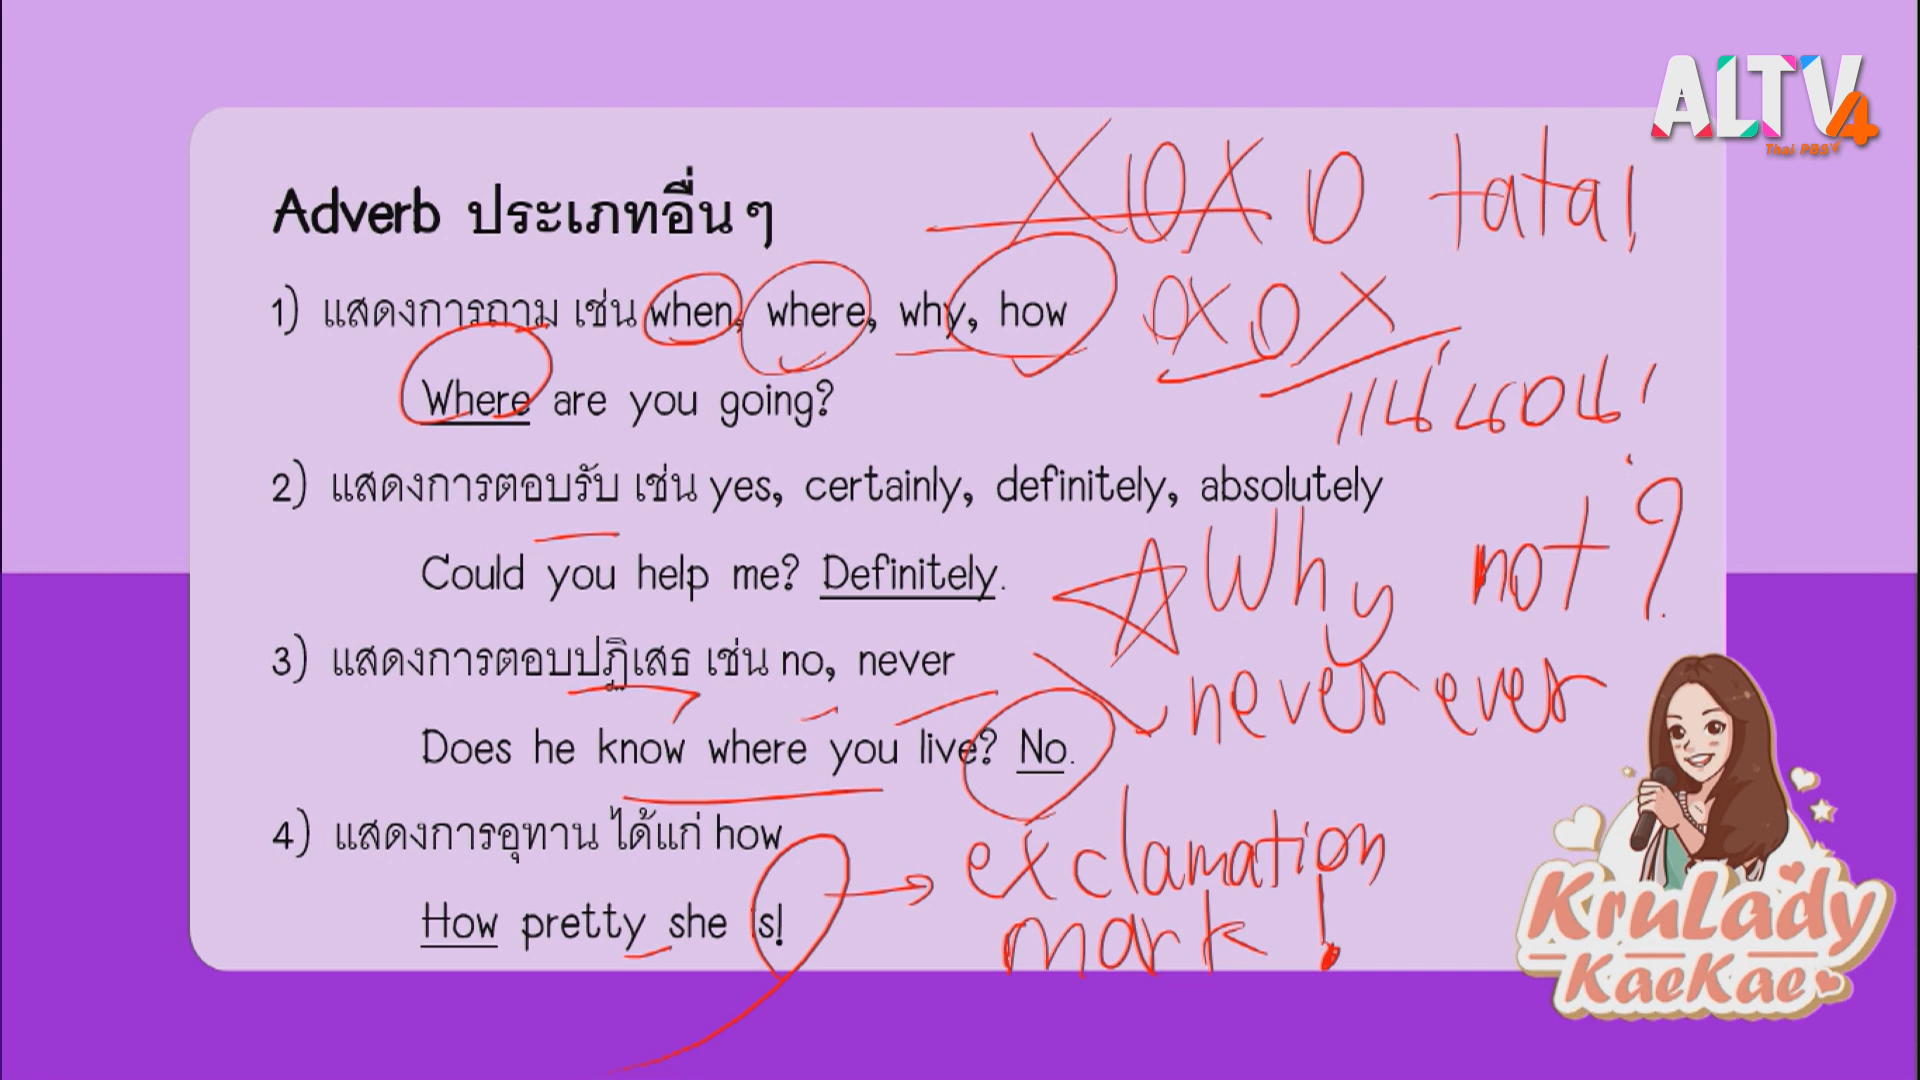 ALTV4
Thai PBS
XOXO tata!
Adverb ประเภทอื่น ๆ
1) แสดงการถาม เช่น when, where, why, how
OXOX
Where are you going?
แน่นอน!
2) แสดงการตอบรับ เช่น yes, certainly, definitely, absolutely
Could you help me? Definitely.
Why not?
3) แสดงการตอบปฏิเสธ เช่น no, never
never ever
Does he know where you live? No.
4) แสดงการอุทาน ได้แก่ how
exclamation
How pretty she is!
mark !
KruLady
KaeKae